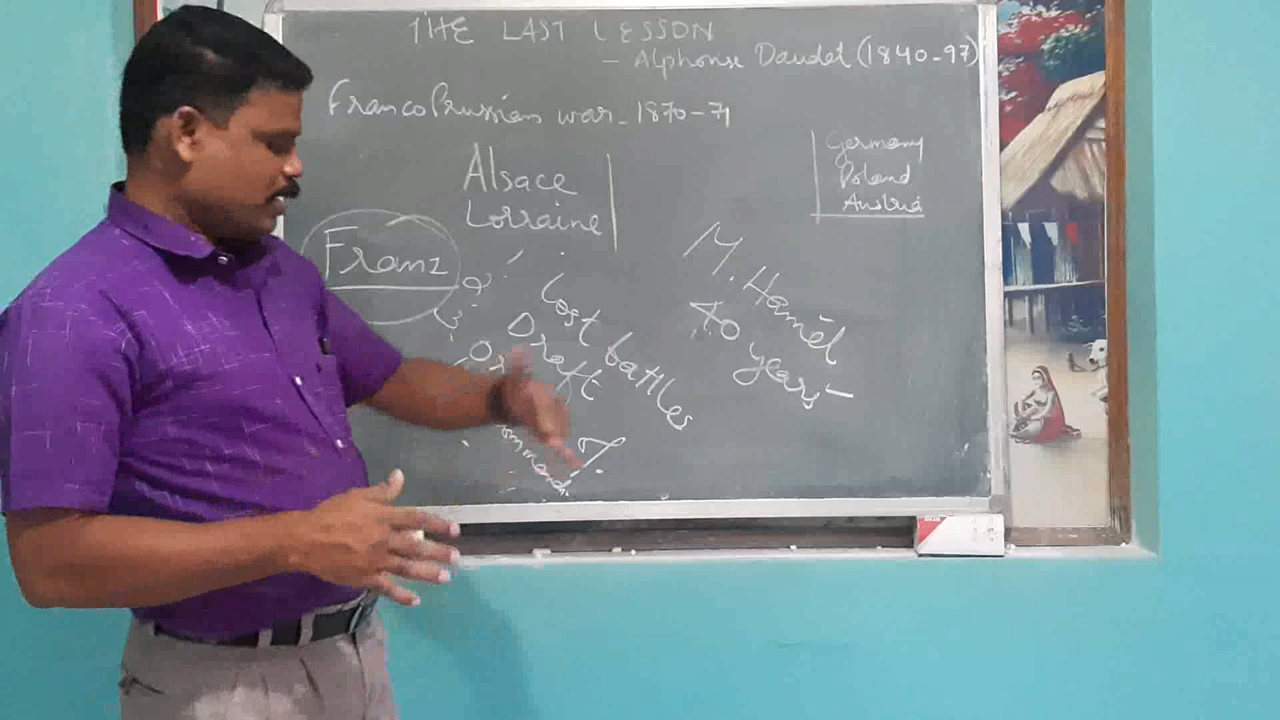 THE LAST LESSON
- Alphonse Daudet (1840-97)
Franco Prussian war - 1870-71
Germany
Poland
Austria
Alsace
Lorraine
Franz
M. Hamel
40 years -
Lost battles
Draft